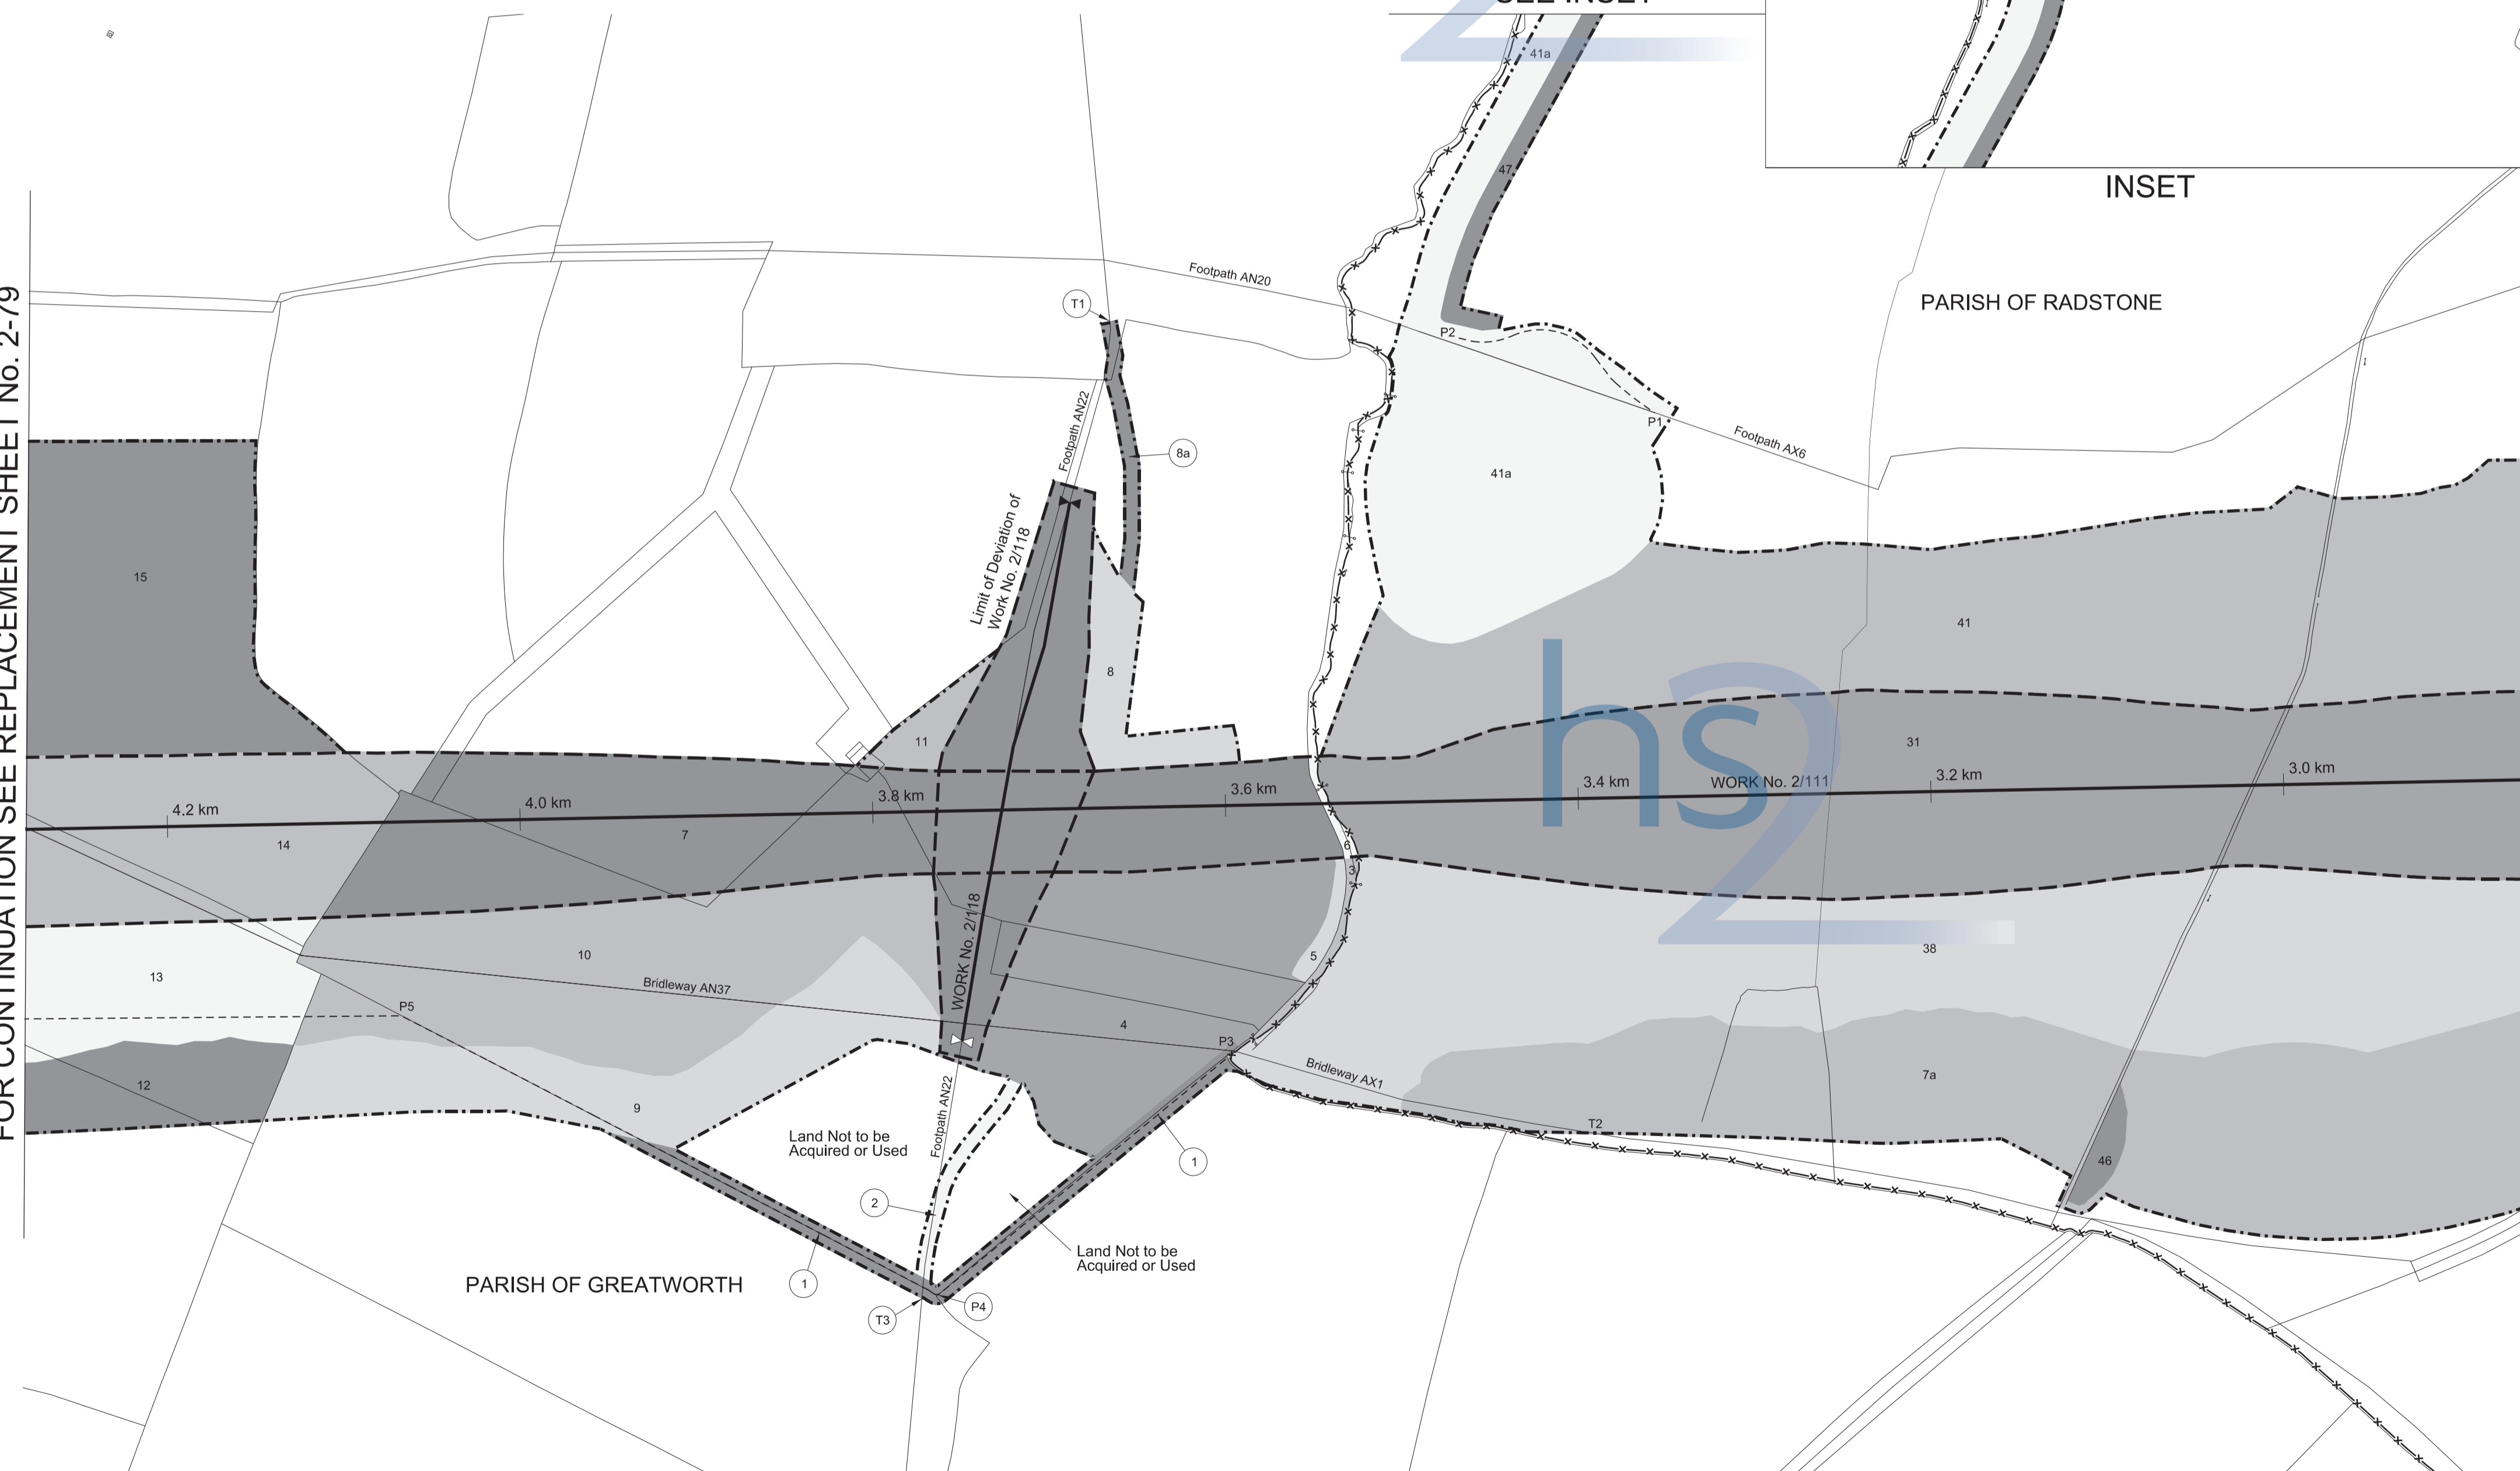 SEE INSET
41a
47
INSET
FOR CONTINUATION SEE REPLACEMENT SHEET No. 2-79
Footpath AN20
T1
PARISH OF RADSTONE
P2
P1
Footpath AX6
Footpath AN22
8a
41a
15
Limit of Deviation of
Work No. 2/118
41
8
11
31
hs2
WORK No. 2/111
4.2 km
4.0 km
3.8 km
3.6 km
3.4 km
3.2 km
3.0 km
14
7
6
3
10
5
38
13
Bridleway AN37
WORK No. 2/118
P5
4
P3
Bridleway AX1
12
9
7a
T2
Land Not to be
Acquired or Used
Footpath AN22
1
46
2
Land Not to be
Acquired or Used
PARISH OF GREATWORTH
1
T3
P4